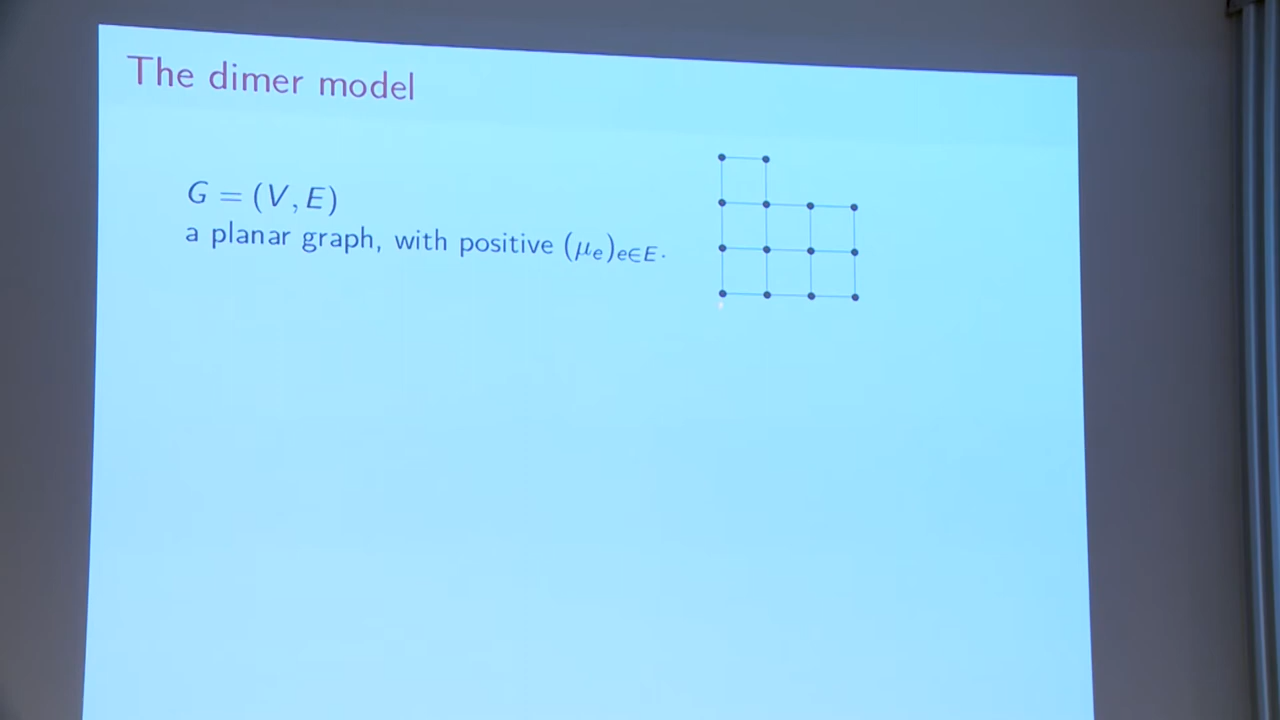 The dimer model
G = (V, E)
a planar graph, with positive (μₑ)ₑ∈E.